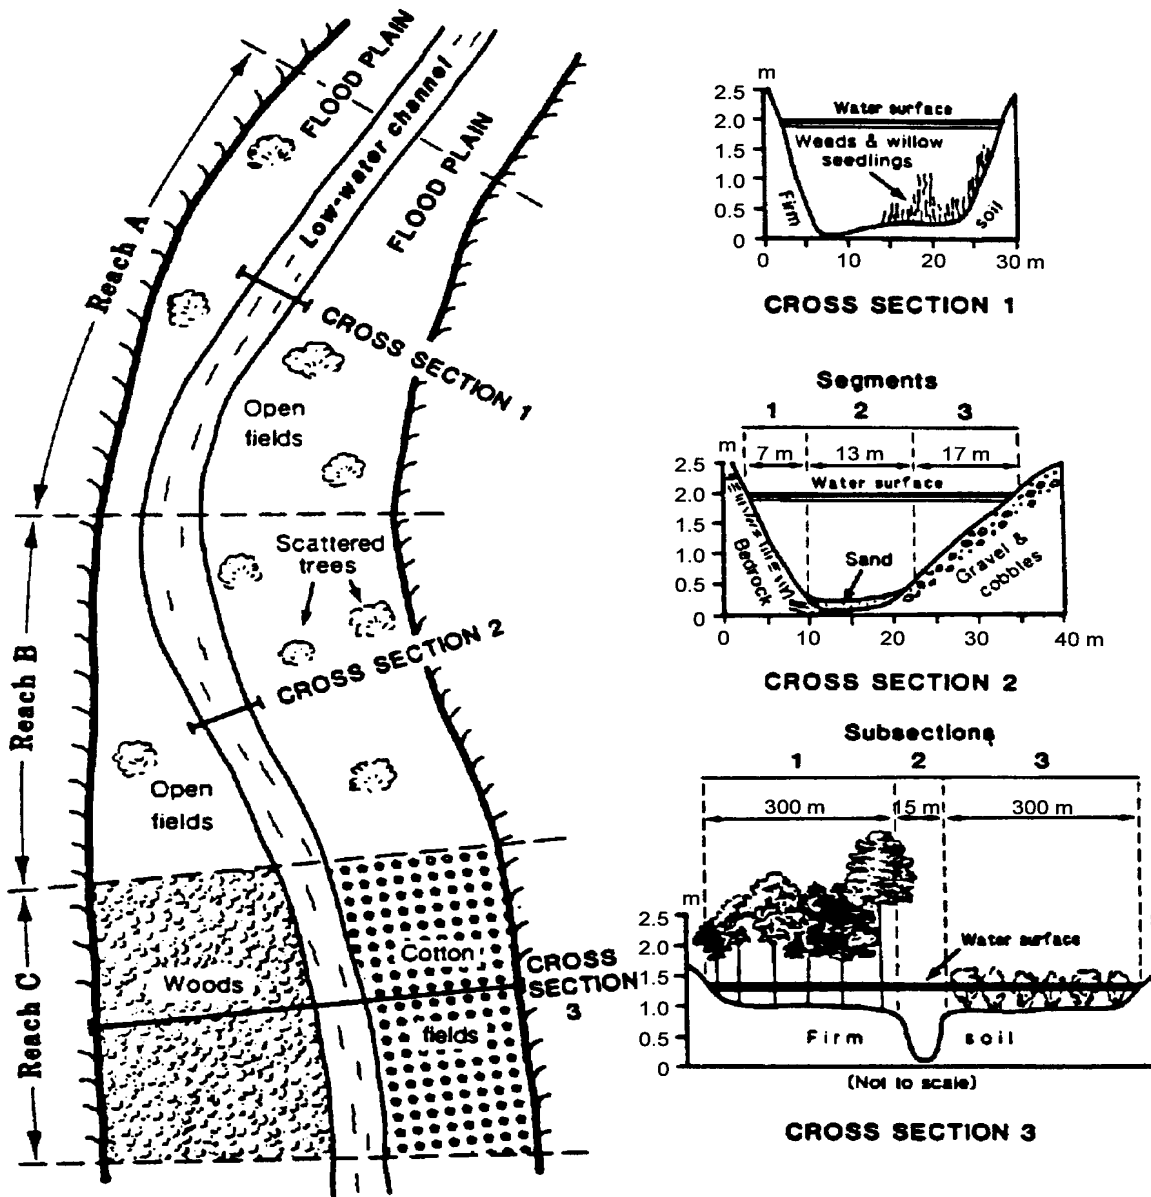 FLOOD PLAIN
Low-water channel
FLOOD PLAIN
Reach A
CROSS SECTION 1
Open
fields
Scattered
trees
Reach B
CROSS SECTION 2
Open
fields
Reach C
Woods
Cotton
fields
CROSS
SECTION
3
m
2.5
2.0
1.5
1.0
0.5
0
Water surface
Weeds & willow
seedlings
Firm
soil
0 10 20 30 m
CROSS SECTION 1
Segments
1 2 3
m
7 m 13 m 17 m
2.5
2.0
1.5
1.0
0.5
0
Water surface
Bedrock
Sand
Gravel &
cobbles
0 10 20 30 40 m
CROSS SECTION 2
Subsections
1 2 3
300 m 15 m 300 m
m
2.5
2.0
1.5
1.0
0.5
0
Water surface
Firm soil
(Not to scale)
CROSS SECTION 3